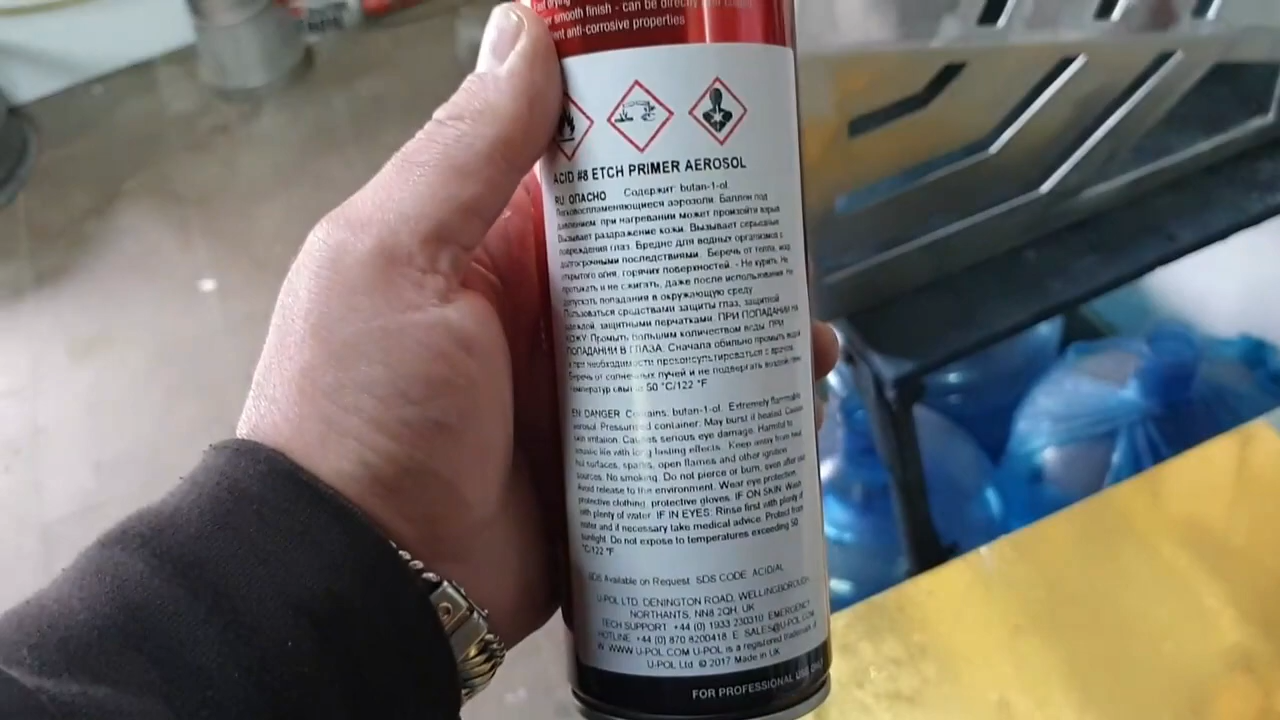 Fast drying
smooth finish - can be directly
anti-corrosive properties
ACID #8 ETCH PRIMER AEROSOL
RU: ОПАСНО Содержит: butan-1-ol.
Легковоспламеняющиеся аэрозоли. Баллон под
давлением: при нагревании может произойти взрыв.
Вызывает раздражение кожи. Вызывает серьезные
повреждения глаз. Вредно для водных организмов с
долгосрочными последствиями. Беречь от тепла,
открытого огня, горячих поверхностей. - Не курить. Не
протыкать и не сжигать, даже после использования. Не
допускать попадания в окружающую среду.
Пользоваться средствами защиты глаз, защитной
одеждой, защитными перчатками. ПРИ ПОПАДАНИИ НА
КОЖУ: Промыть большим количеством воды. ПРИ
ПОПАДАНИИ В ГЛАЗА: Сначала обильно промыть водой
и при необходимости проконсультироваться с врачом.
Беречь от солнечных лучей и не подвергать воздействию
температур свыше 50 °C/122 °F
EN: DANGER Contains: butan-1-ol. Extremely flammable
aerosol. Pressurised container: May burst if heated. Causes
skin irritation. Causes serious eye damage. Harmful to
aquatic life with long lasting effects. Keep away from heat,
hot surfaces, sparks, open flames and other ignition
sources. No smoking. Do not pierce or burn, even after use.
Avoid release to the environment. Wear eye protection,
protective clothing, protective gloves. IF ON SKIN: Wash
with plenty of water. IF IN EYES: Rinse first with plenty of
water and if necessary take medical advice. Protect from
sunlight. Do not expose to temperatures exceeding 50
°C/122 °F
SDS Available on Request SDS CODE: ACID/AL
U-POL LTD, DENINGTON ROAD, WELLINGBOROUGH,
NORTHANTS, NN8 2QH, UK
TECH SUPPORT +44 (0) 1933 230310 EMERGENCY
HOTLINE +44 (0) 870 8200418 E. SALES@U-POL.COM
W. WWW.U-POL.COM U-POL is a registered trademark of
U-POL Ltd © 2017 Made in UK
FOR PROFESSIONAL USE ONLY